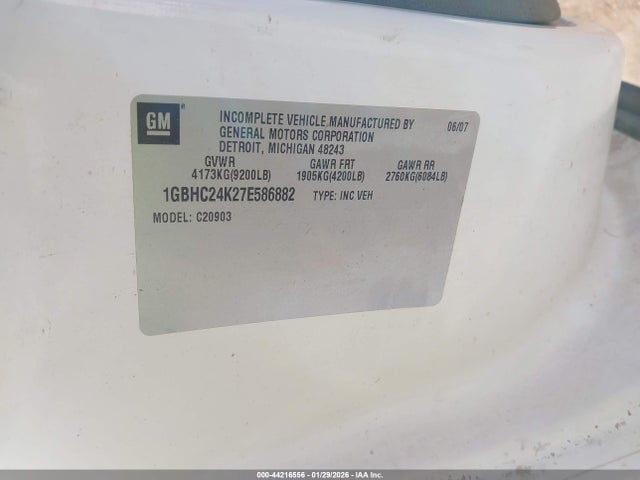 GM
INCOMPLETE VEHICLE MANUFACTURED BY 06/07
GENERAL MOTORS CORPORATION
DETROIT, MICHIGAN 48243
GVWR GAWR FRT GAWR RR
4173KG(9200LB) 1905KG(4200LB) 2760KG(6084LB)
1GBHC24K27E586882 TYPE: INC VEH
MODEL: C20903
000-44216556 - 01/29/2026 - IAA Inc.